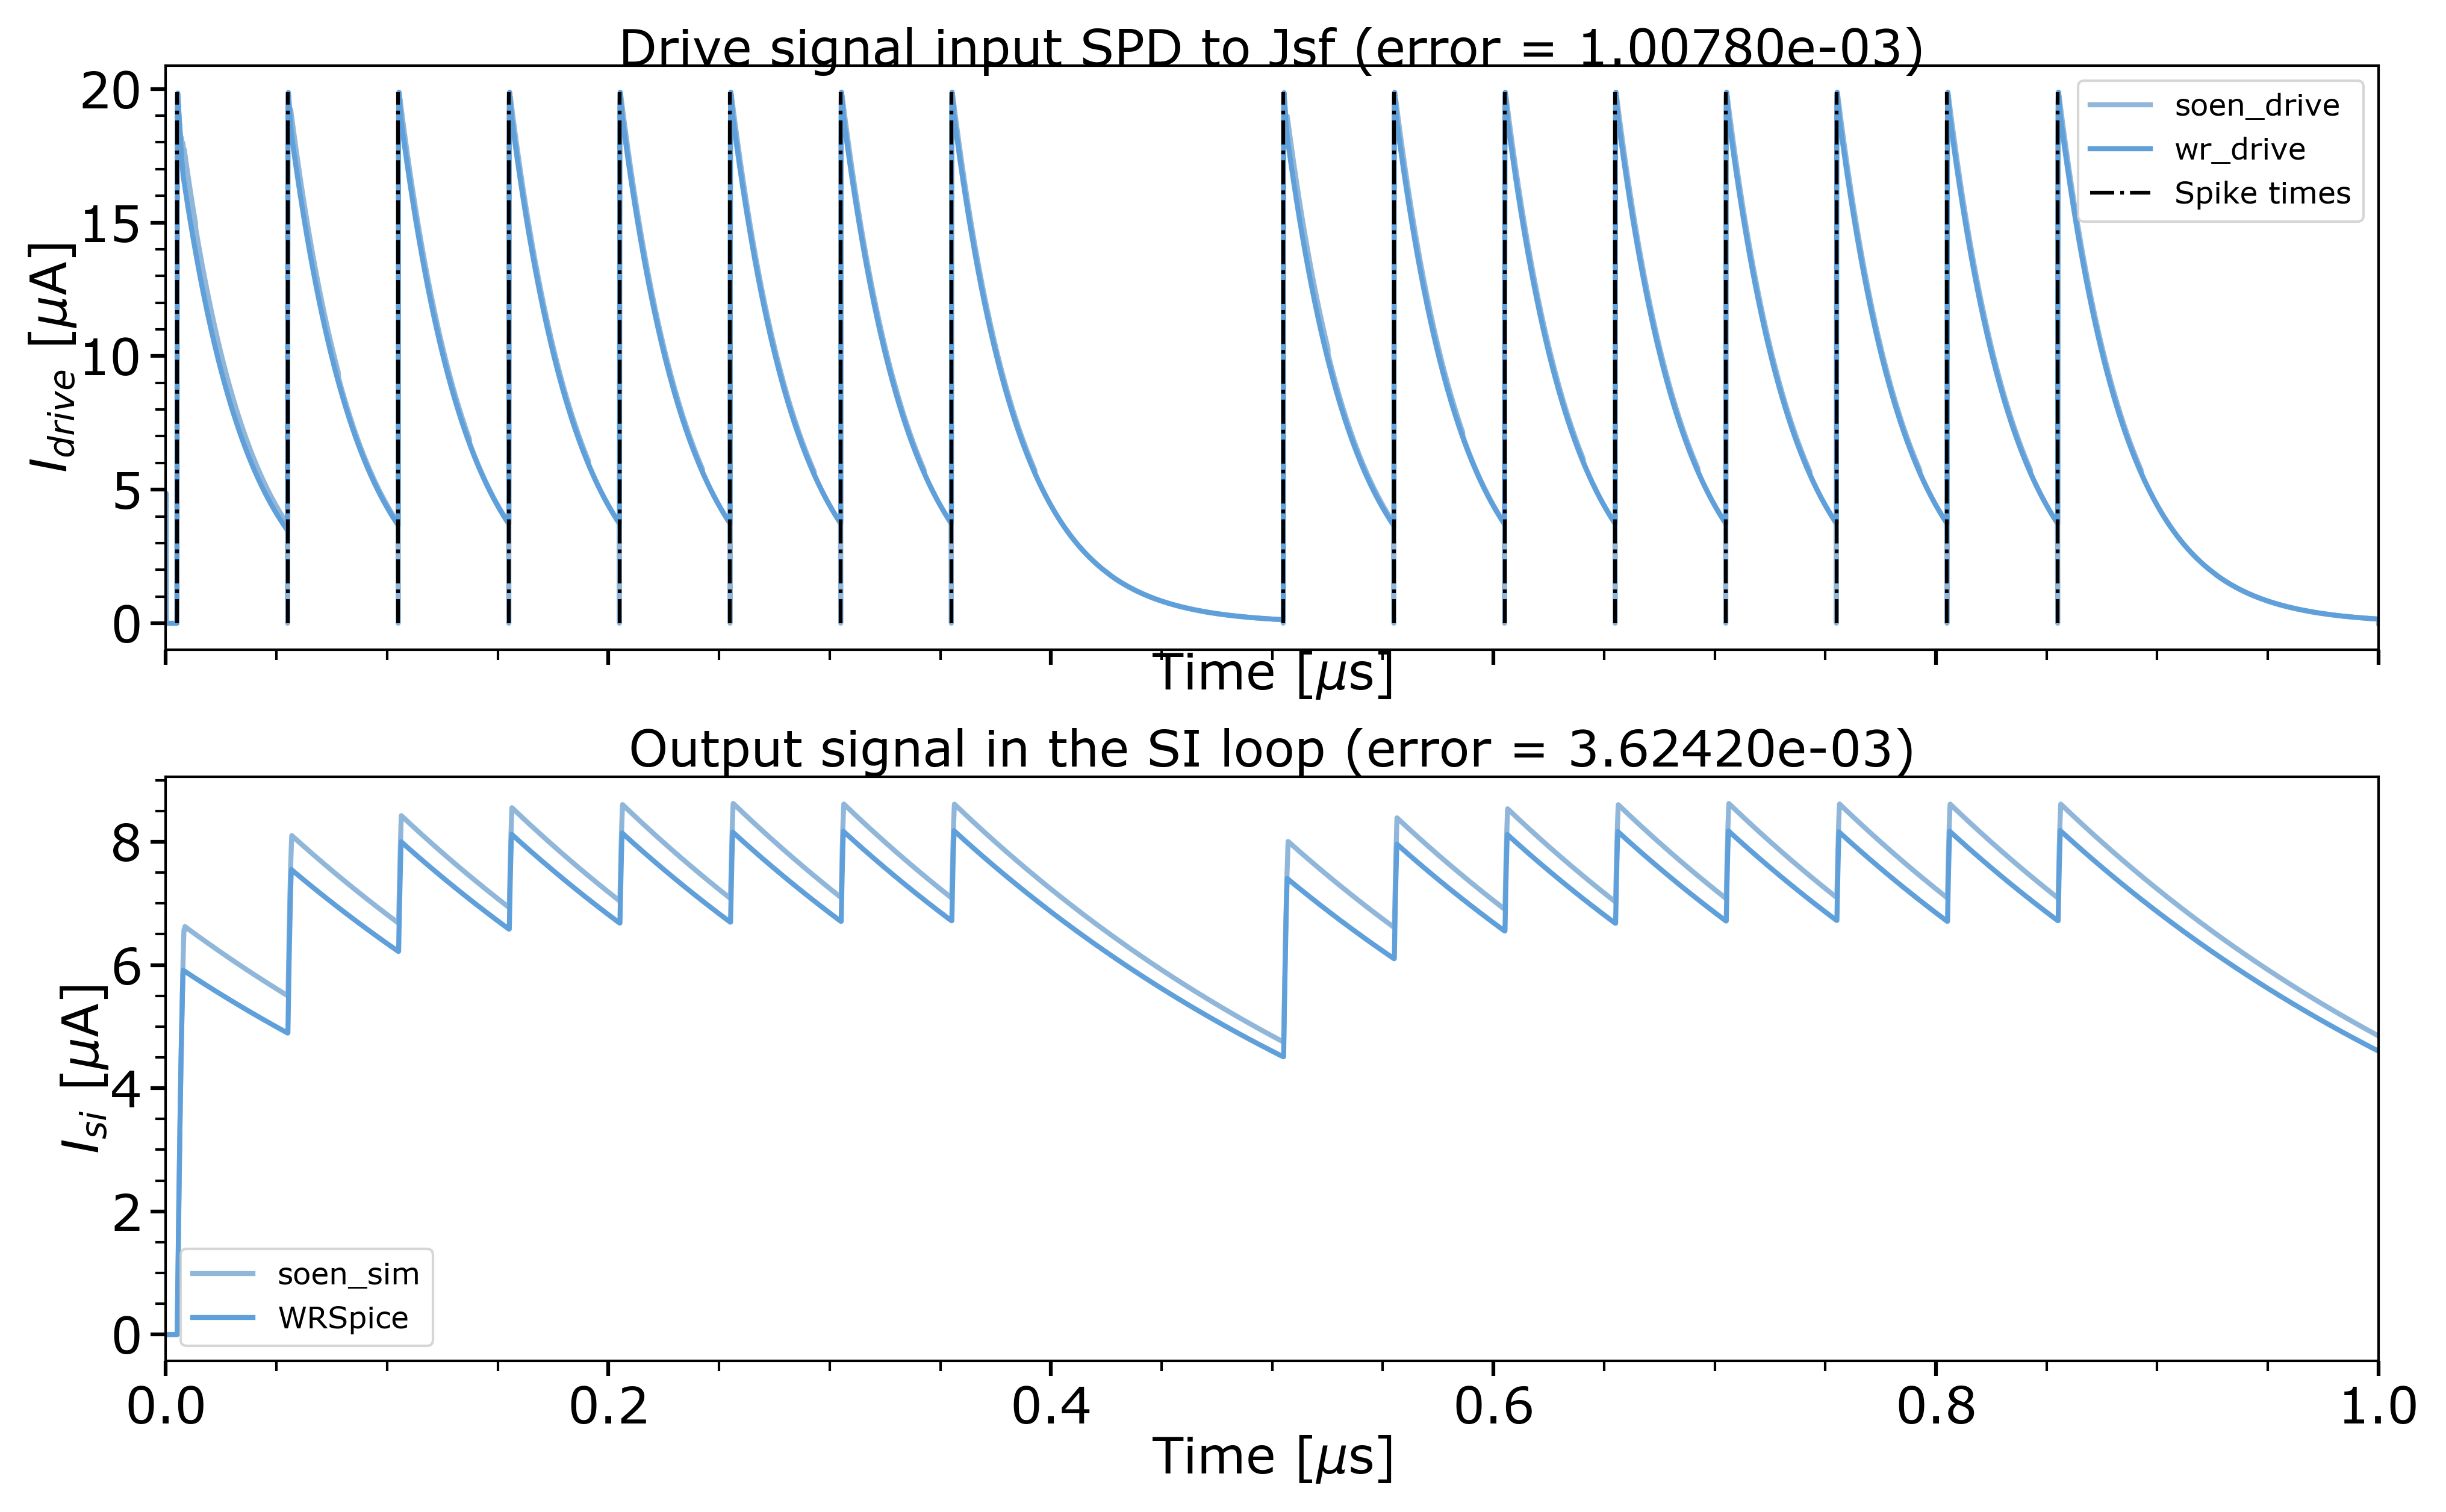 Drive signal input SPD to Jsf (error = 1.00780e-03)
20
15
10
5
0
I_drive [μA]
soen_drive
wr_drive
Spike times
Time [μs]
Output signal in the SI loop (error = 3.62420e-03)
8
6
4
2
0
I_si [μA]
soen_sim
WRSpice
0.0 0.2 0.4 0.6 0.8 1.0
Time [μs]